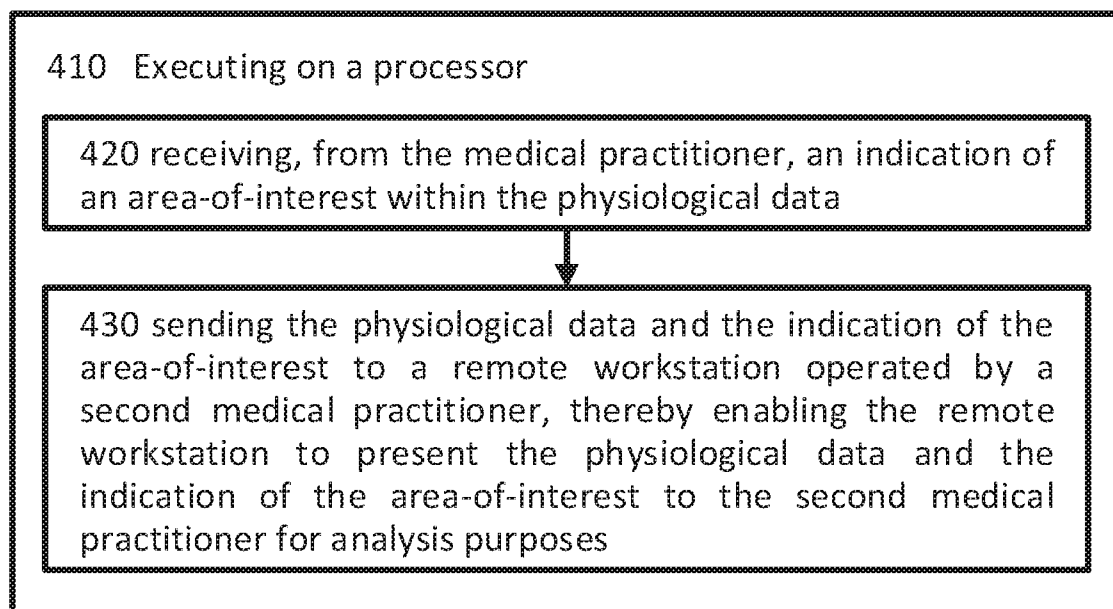 410 Executing on a processor
420 receiving, from the medical practitioner, an indication of
an area-of-interest within the physiological data
430 sending the physiological data and the indication of the
area-of-interest to a remote workstation operated by a
second medical practitioner, thereby enabling the remote
workstation to present the physiological data and the
indication of the area-of-interest to the second medical
practitioner for analysis purposes